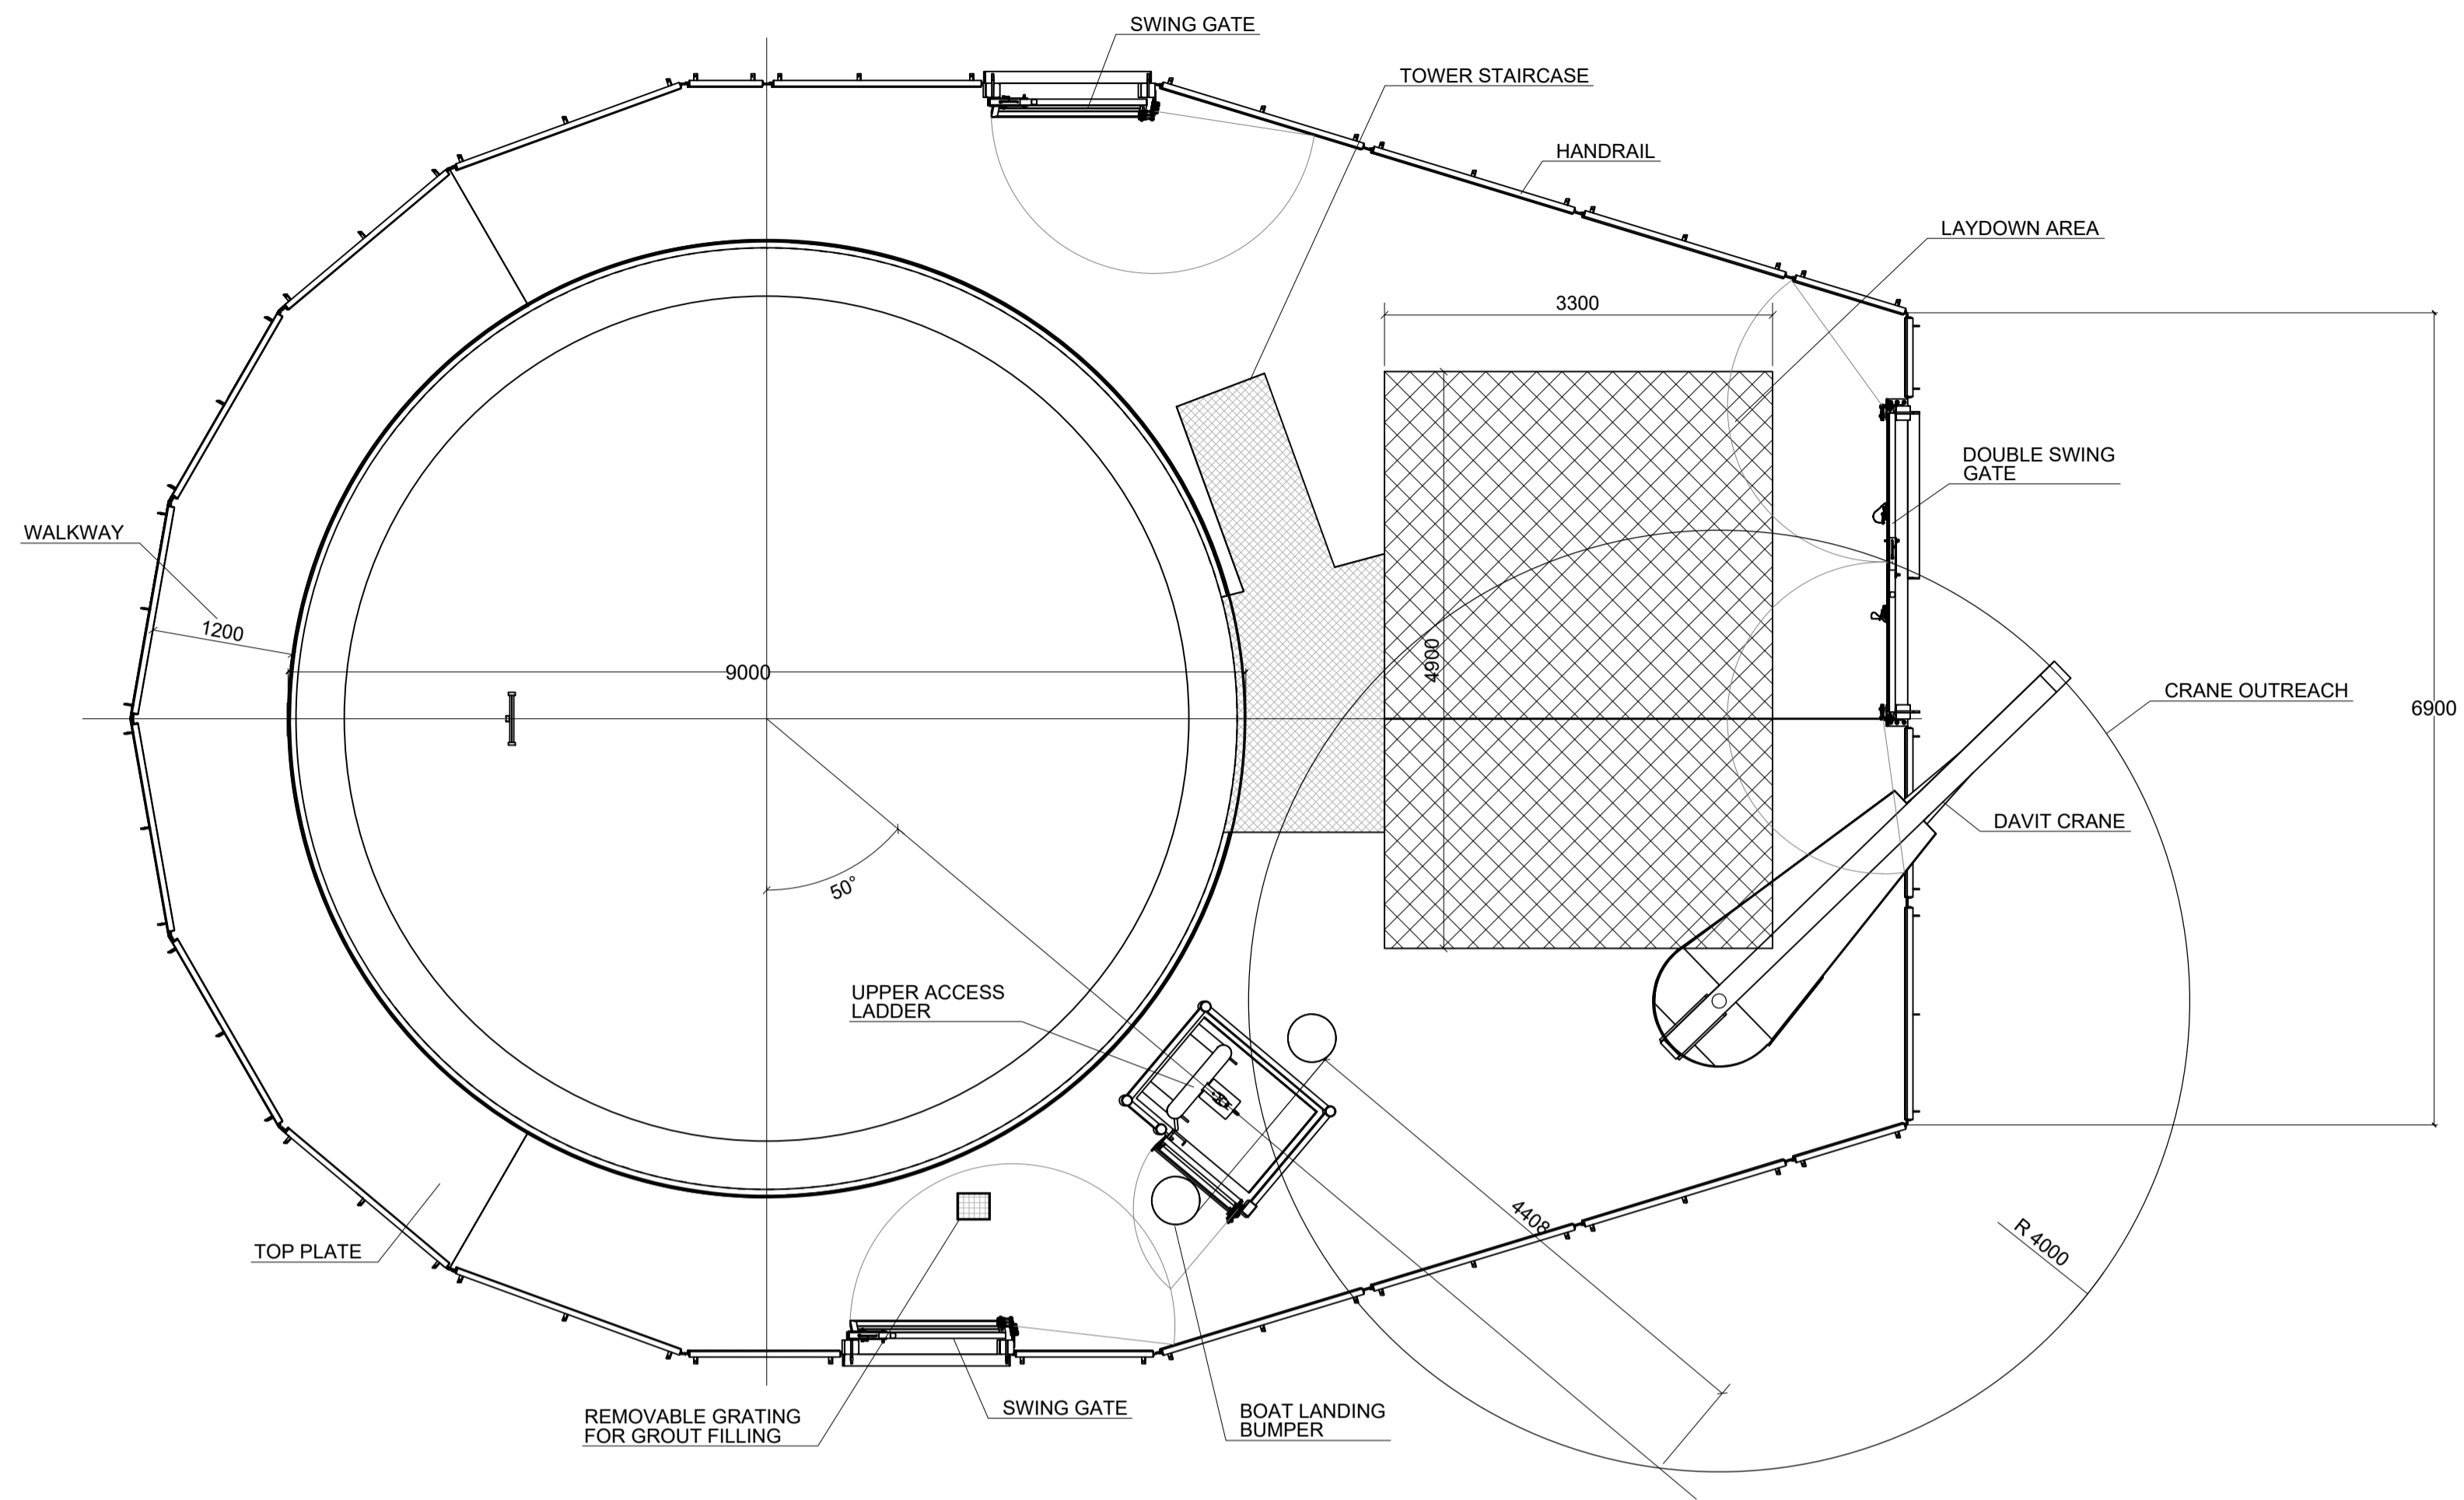 SWING GATE
TOWER STAIRCASE
HANDRAIL
LAYDOWN AREA
3300
DOUBLE SWING
GATE
WALKWAY
1200
9000
4900
CRANE OUTREACH
6900
DAVIT CRANE
50°
UPPER ACCESS
LADDER
4408
R 4000
TOP PLATE
REMOVABLE GRATING
FOR GROUT FILLING
SWING GATE
BOAT LANDING
BUMPER